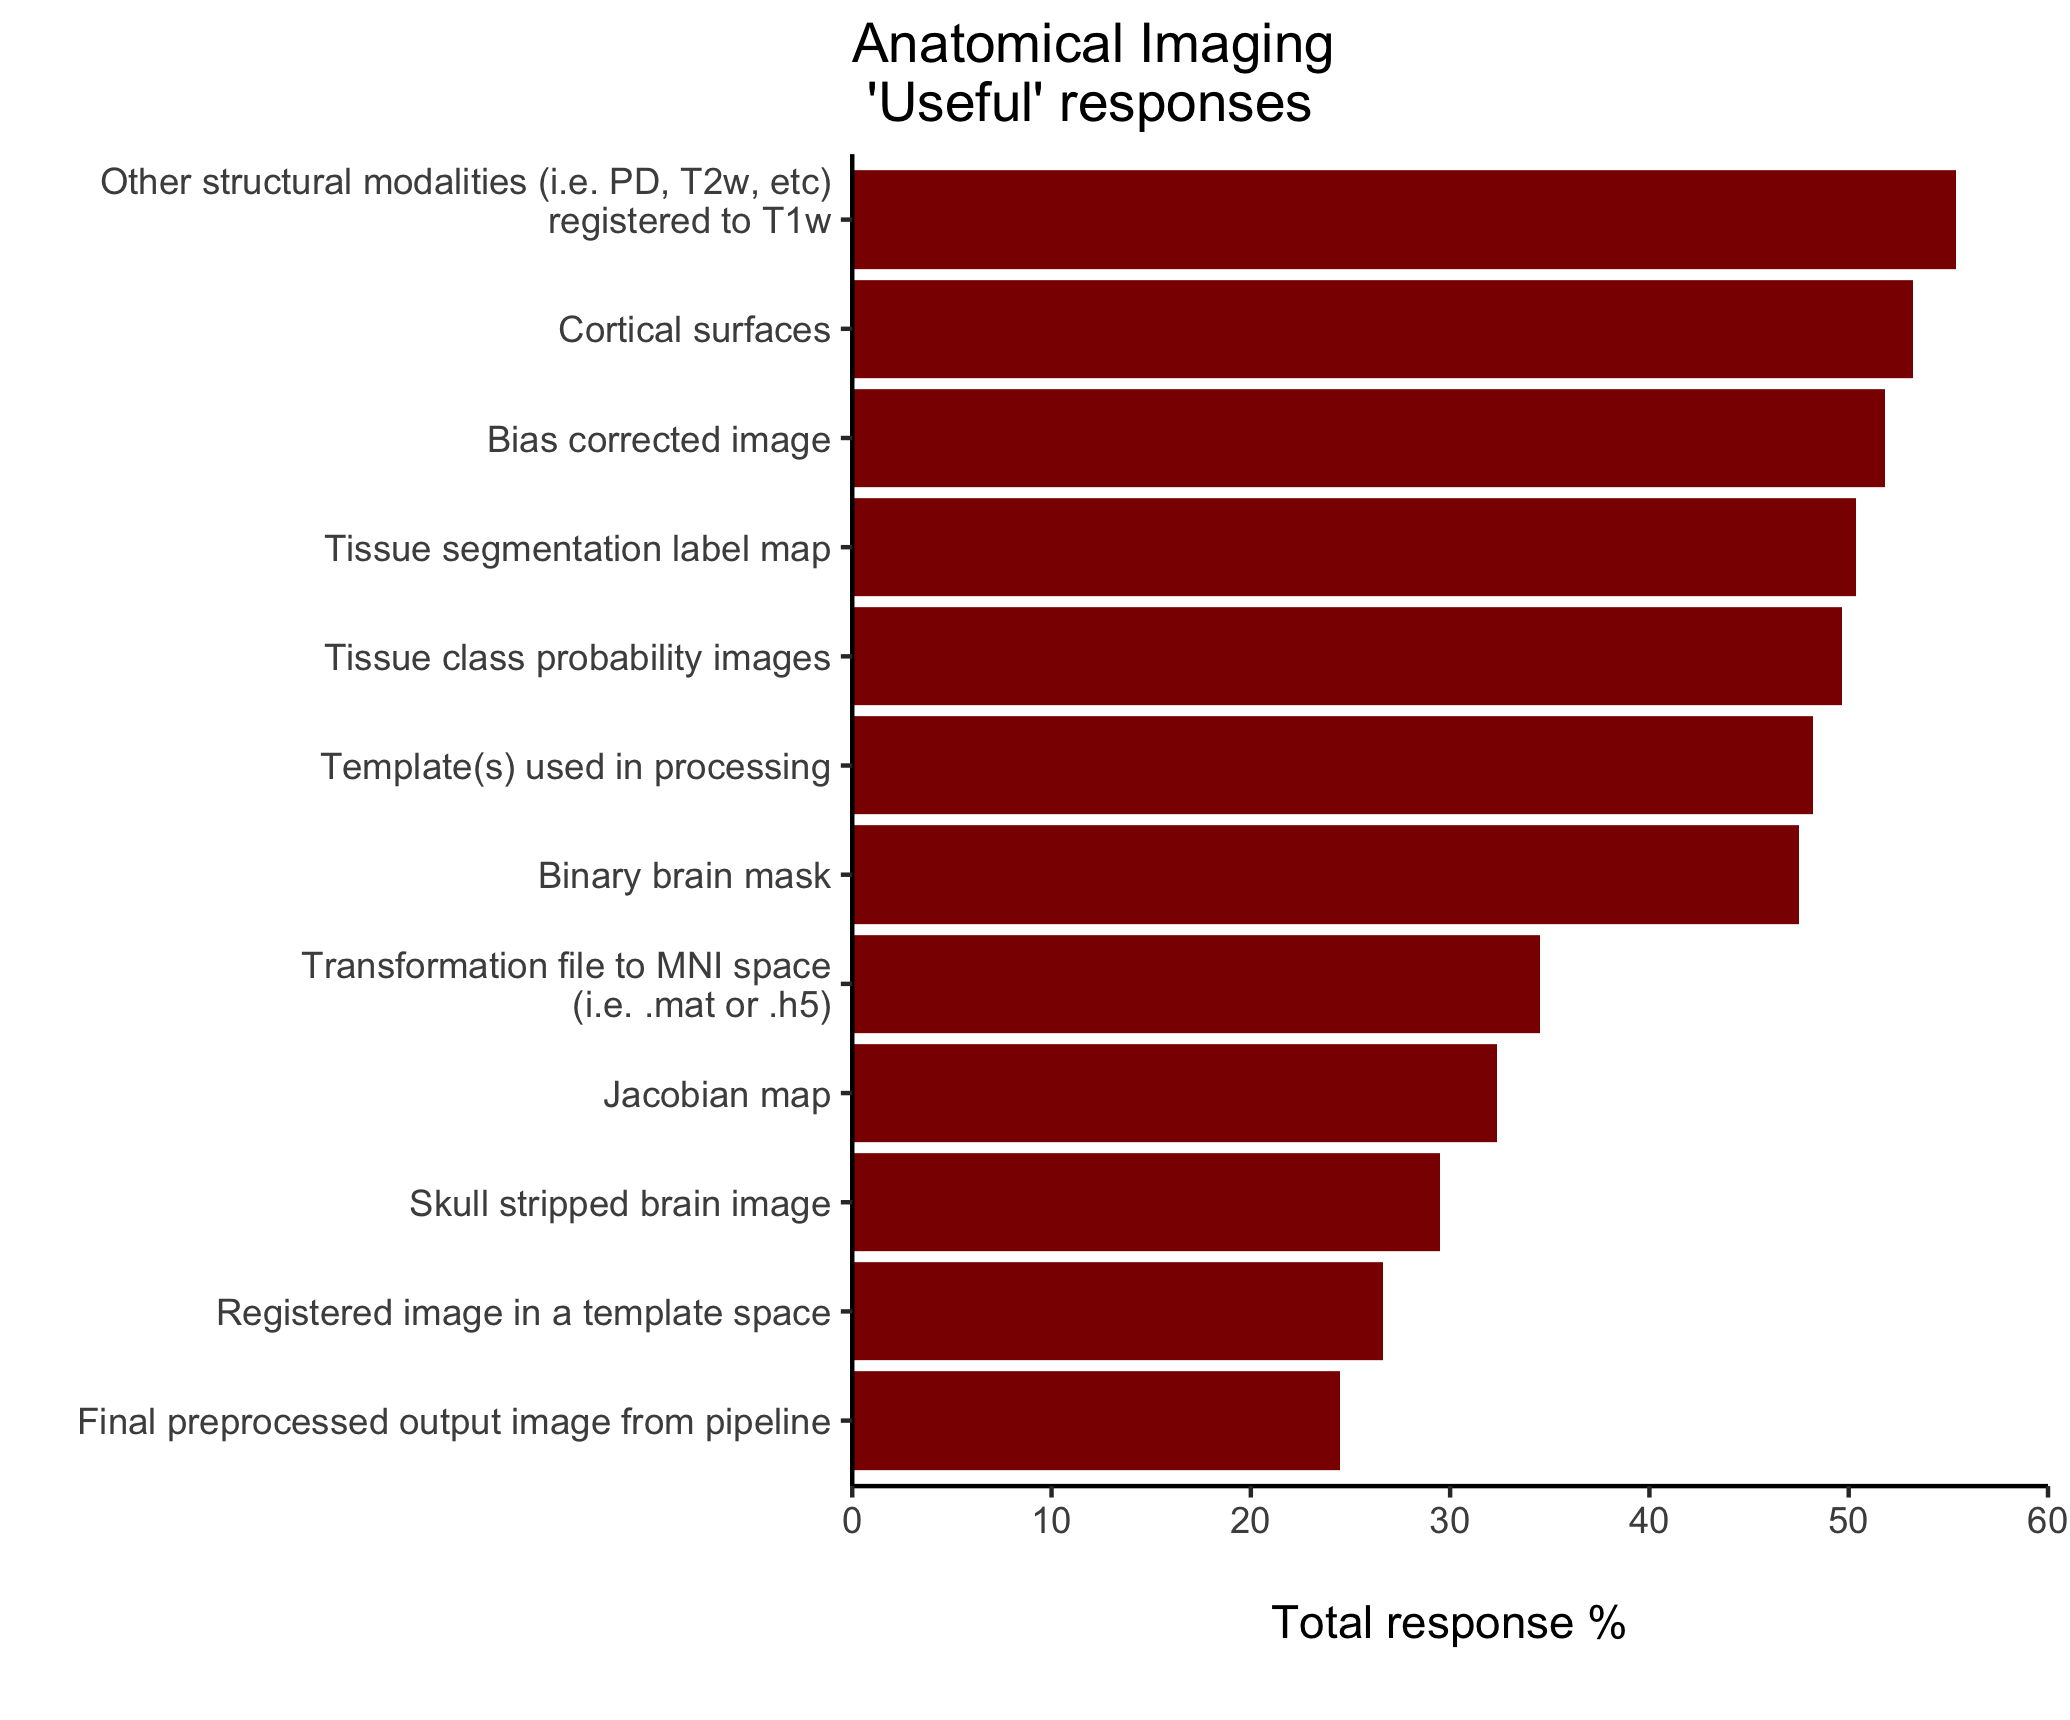 Anatomical Imaging
'Useful' responses
Other structural modalities (i.e. PD, T2w, etc)
registered to T1w
Cortical surfaces
Bias corrected image
Tissue segmentation label map
Tissue class probability images
Template(s) used in processing
Binary brain mask
Transformation file to MNI space
(i.e. .mat or .h5)
Jacobian map
Skull stripped brain image
Registered image in a template space
Final preprocessed output image from pipeline
0 10 20 30 40 50 60
Total response %